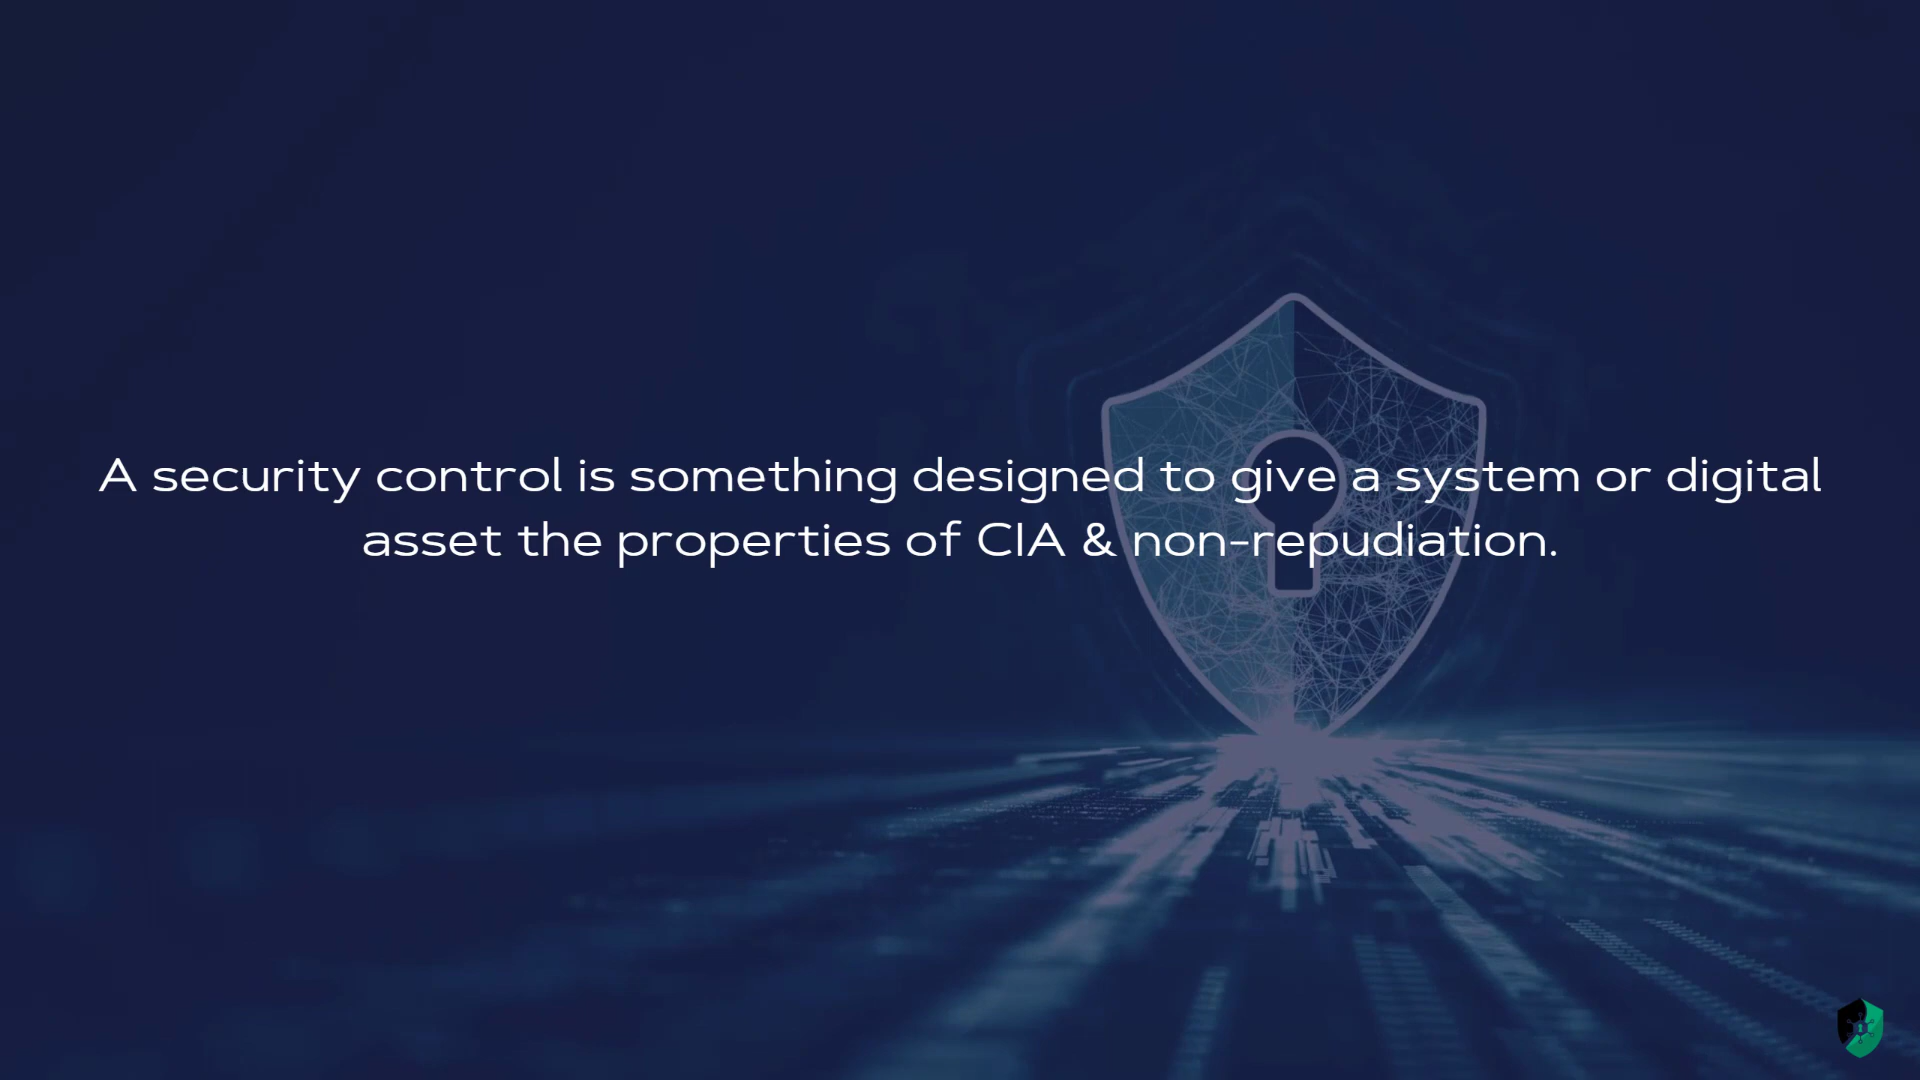 A security control is something designed to give a system or digital
asset the properties of CIA & non-repudiation.